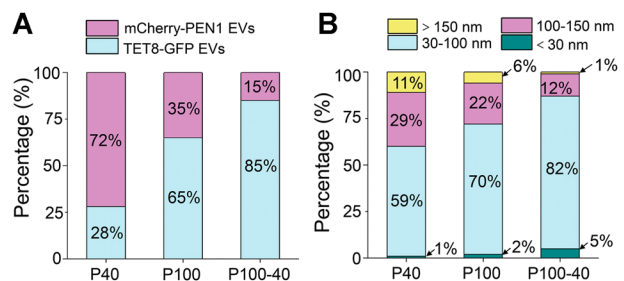 A
mCherry-PEN1 EVs
TET8-GFP EVs
Percentage (%)
100
75
50
25
0
72%
28%
35%
65%
15%
85%
P40
P100
P100-40
B
> 150 nm
100-150 nm
30-100 nm
< 30 nm
Percentage (%)
100
75
50
25
0
11%
29%
59%
1%
6%
22%
70%
2%
1%
12%
82%
5%
P40
P100
P100-40